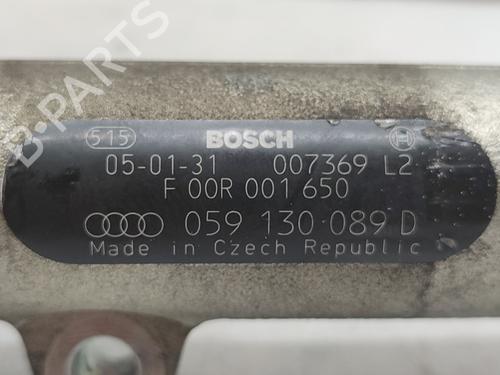 515 BOSCH
05-01-31 007369 L2
F 00R 001 650
059 130 089 D
Made in Czech Republic
B-PARTS